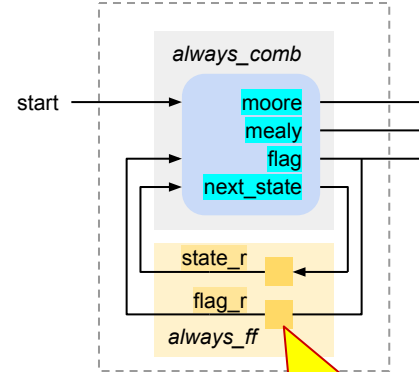 always_comb
start
moore
mealy
flag
next_state
state_r
flag_r
always_ff